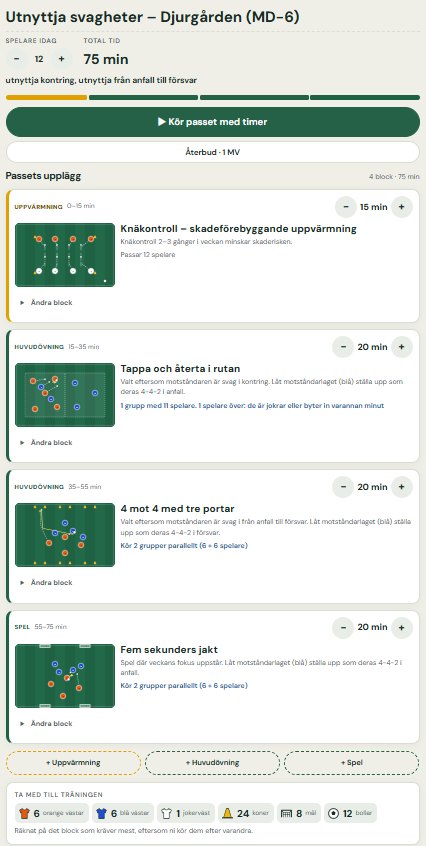 Utnyttja svagheter – Djurgården (MD-6)
SPELARE IDAG
TOTAL TID
− 12 +
75 min
utnyttja kontring, utnyttja från anfall till försvar
▶ Kör passet med timer
Återbud · 1 MV
Passets upplägg
4 block · 75 min
UPPVÄRMNING 0–15 min
− 15 min +
Knäkontroll – skadeförebyggande uppvärmning
Knäkontroll 2–3 gånger i veckan minskar skaderisken.
Passar 12 spelare
▶ Ändra block
HUVUDÖVNING 15–35 min
− 20 min +
Tappa och återta i rutan
Valt eftersom motståndaren är svag i kontring. Låt motståndarlaget (blå) ställa upp som
deras 4-4-2 i anfall.
1 grupp med 11 spelare. 1 spelare över: de är jokrar eller byter in varannan minut
▶ Ändra block
HUVUDÖVNING 35–55 min
− 20 min +
4 mot 4 med tre portar
Valt eftersom motståndaren är svag i från anfall till försvar. Låt motståndarlaget (blå) ställa
upp som deras 4-4-2 i försvar.
Kör 2 grupper parallellt (6 + 6 spelare)
▶ Ändra block
SPEL 55–75 min
− 20 min +
Fem sekunders jakt
Spel där veckans fokus uppstår. Låt motståndarlaget (blå) ställa upp som deras 4-4-2 i
anfall.
Kör 2 grupper parallellt (6 + 6 spelare)
▶ Ändra block
+ Uppvärmning
+ Huvudövning
+ Spel
TA MED TILL TRÄNINGEN
6 orange västar
6 blå västar
1 jokerväst
24 koner
8 mål
12 bollar
Räknat på det block som kräver mest, eftersom ni kör dem efter varandra.